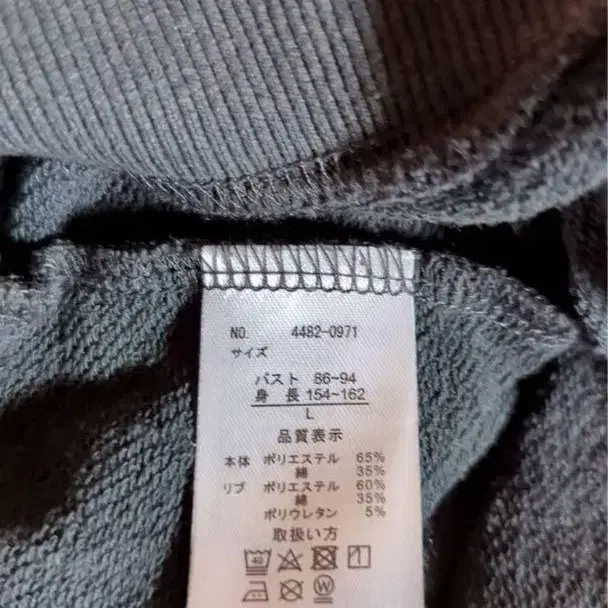 NO. 4482-0971
サイズ
バスト 86-94
身 長 154~162
L
品質表示
本体 ポリエステル 65%
綿 35%
リブ ポリエステル 60%
綿 35%
ポリウレタン 5%
取扱い方
40
W